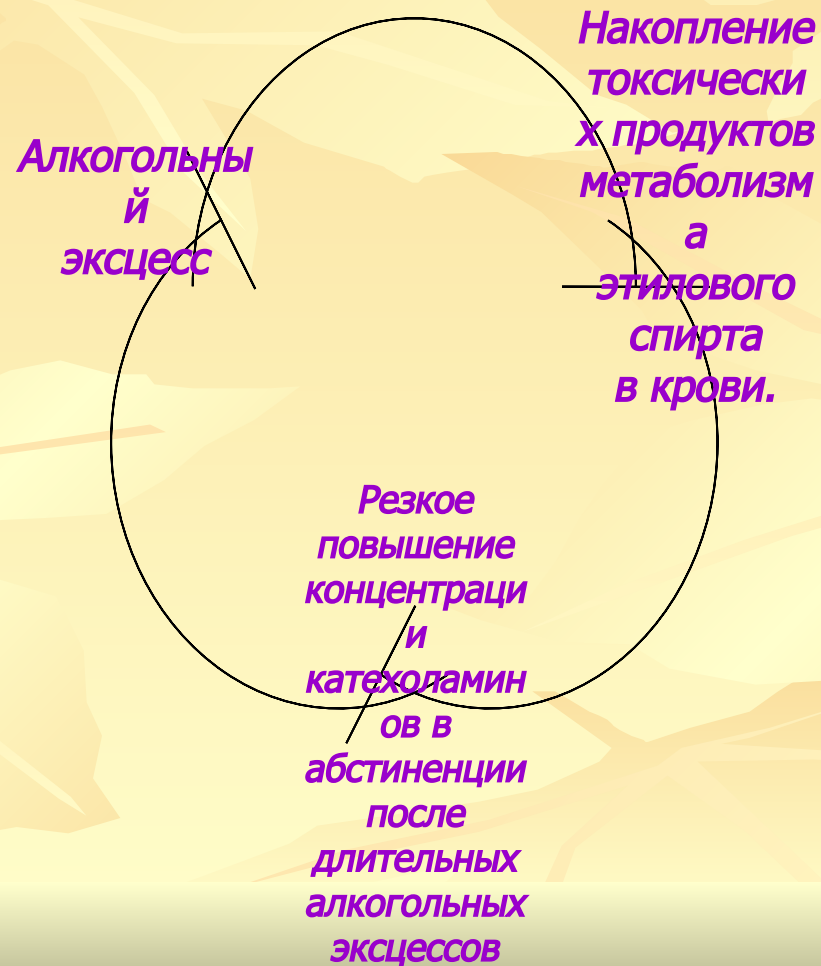 Алкогольны
й
эксцесс
Накопление
токсически
х продуктов
метаболизм
а
этилового
спирта
в крови.
Резкое
повышение
концентраци
и
катехоламин
ов в
абстиненции
после
длительных
алкогольных
эксцессов